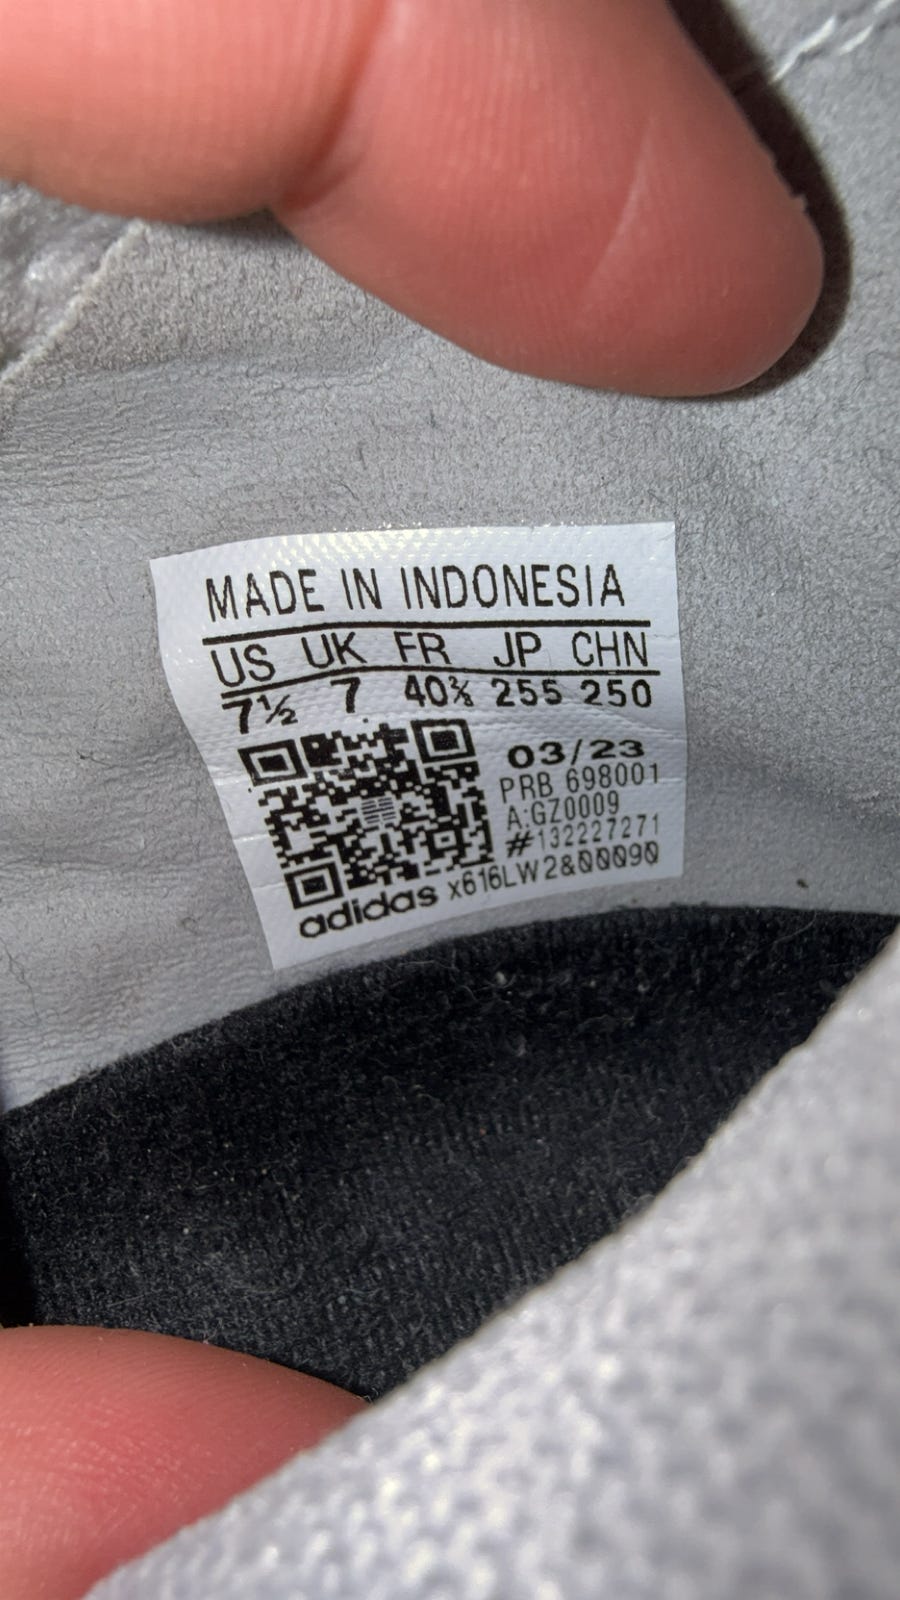 MADE IN INDONESIA
US UK FR JP CHN
7½ 7 40⅔ 255 250
03/23
PRB 698001
A:GZ0009
#132227271
adidas x616LW2&00090